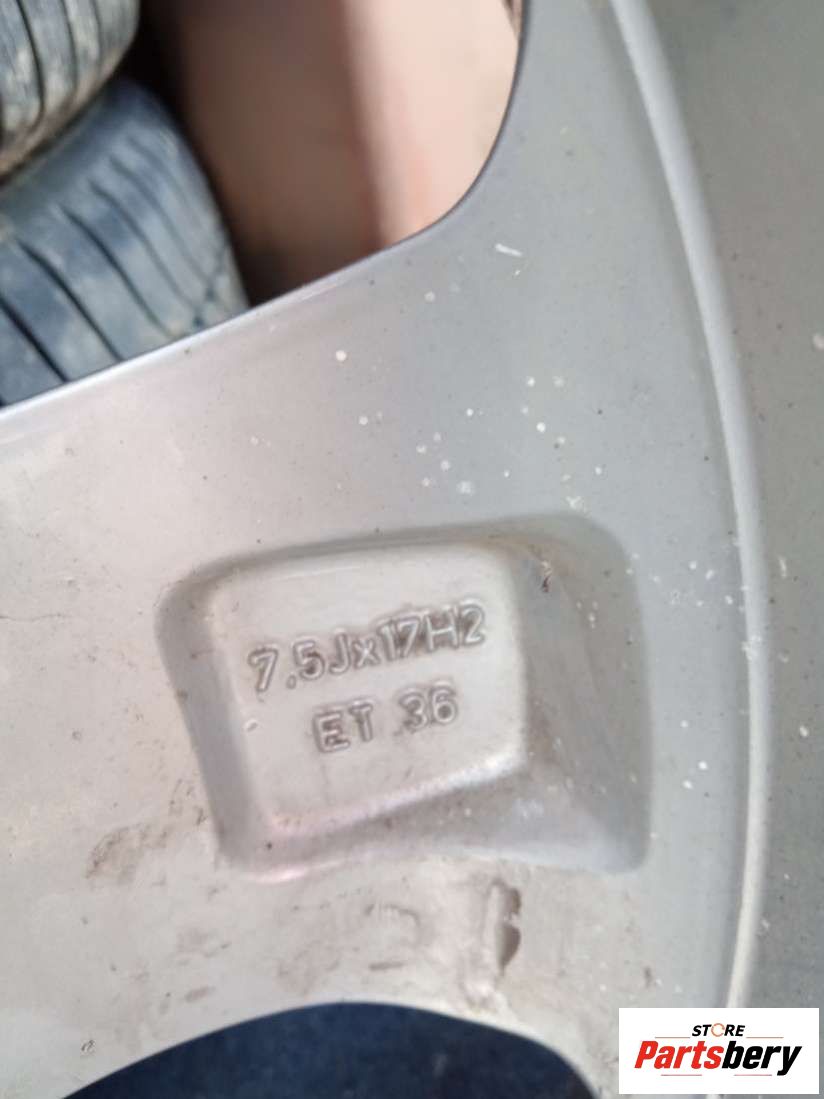 7,5Jx17H2
ET 36
STORE
Partsbery